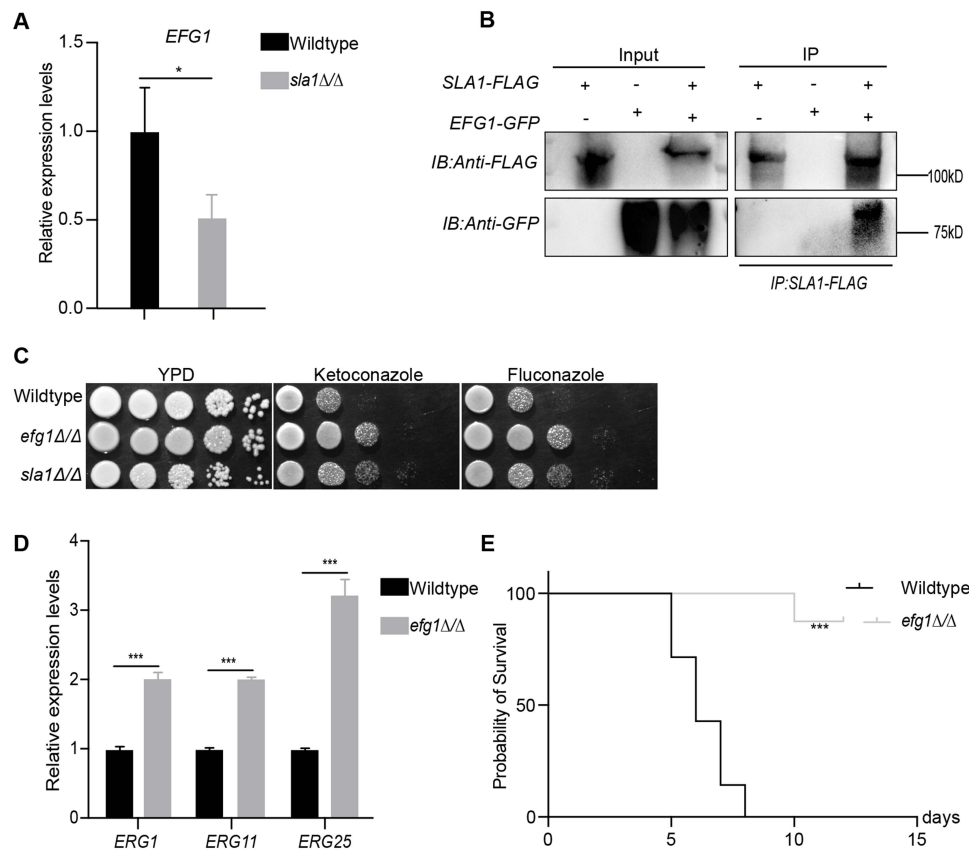 A
EFG1
Relative expression levels
1.5
1.0
0.5
0.0
*
Wildtype
sla1Δ/Δ
B
Input
IP
SLA1-FLAG + - + + - +
EFG1-GFP - + + - + +
IB:Anti-FLAG
100kD
IB:Anti-GFP
75kD
IP:SLA1-FLAG
C
YPD
Ketoconazole
Fluconazole
Wildtype
efg1Δ/Δ
sla1Δ/Δ
D
Relative expression levels
4
3
2
1
0
***
***
***
ERG1
ERG11
ERG25
Wildtype
efg1Δ/Δ
E
Probability of Survival
100
50
0
0
5
10
15
days
***
Wildtype
efg1Δ/Δ